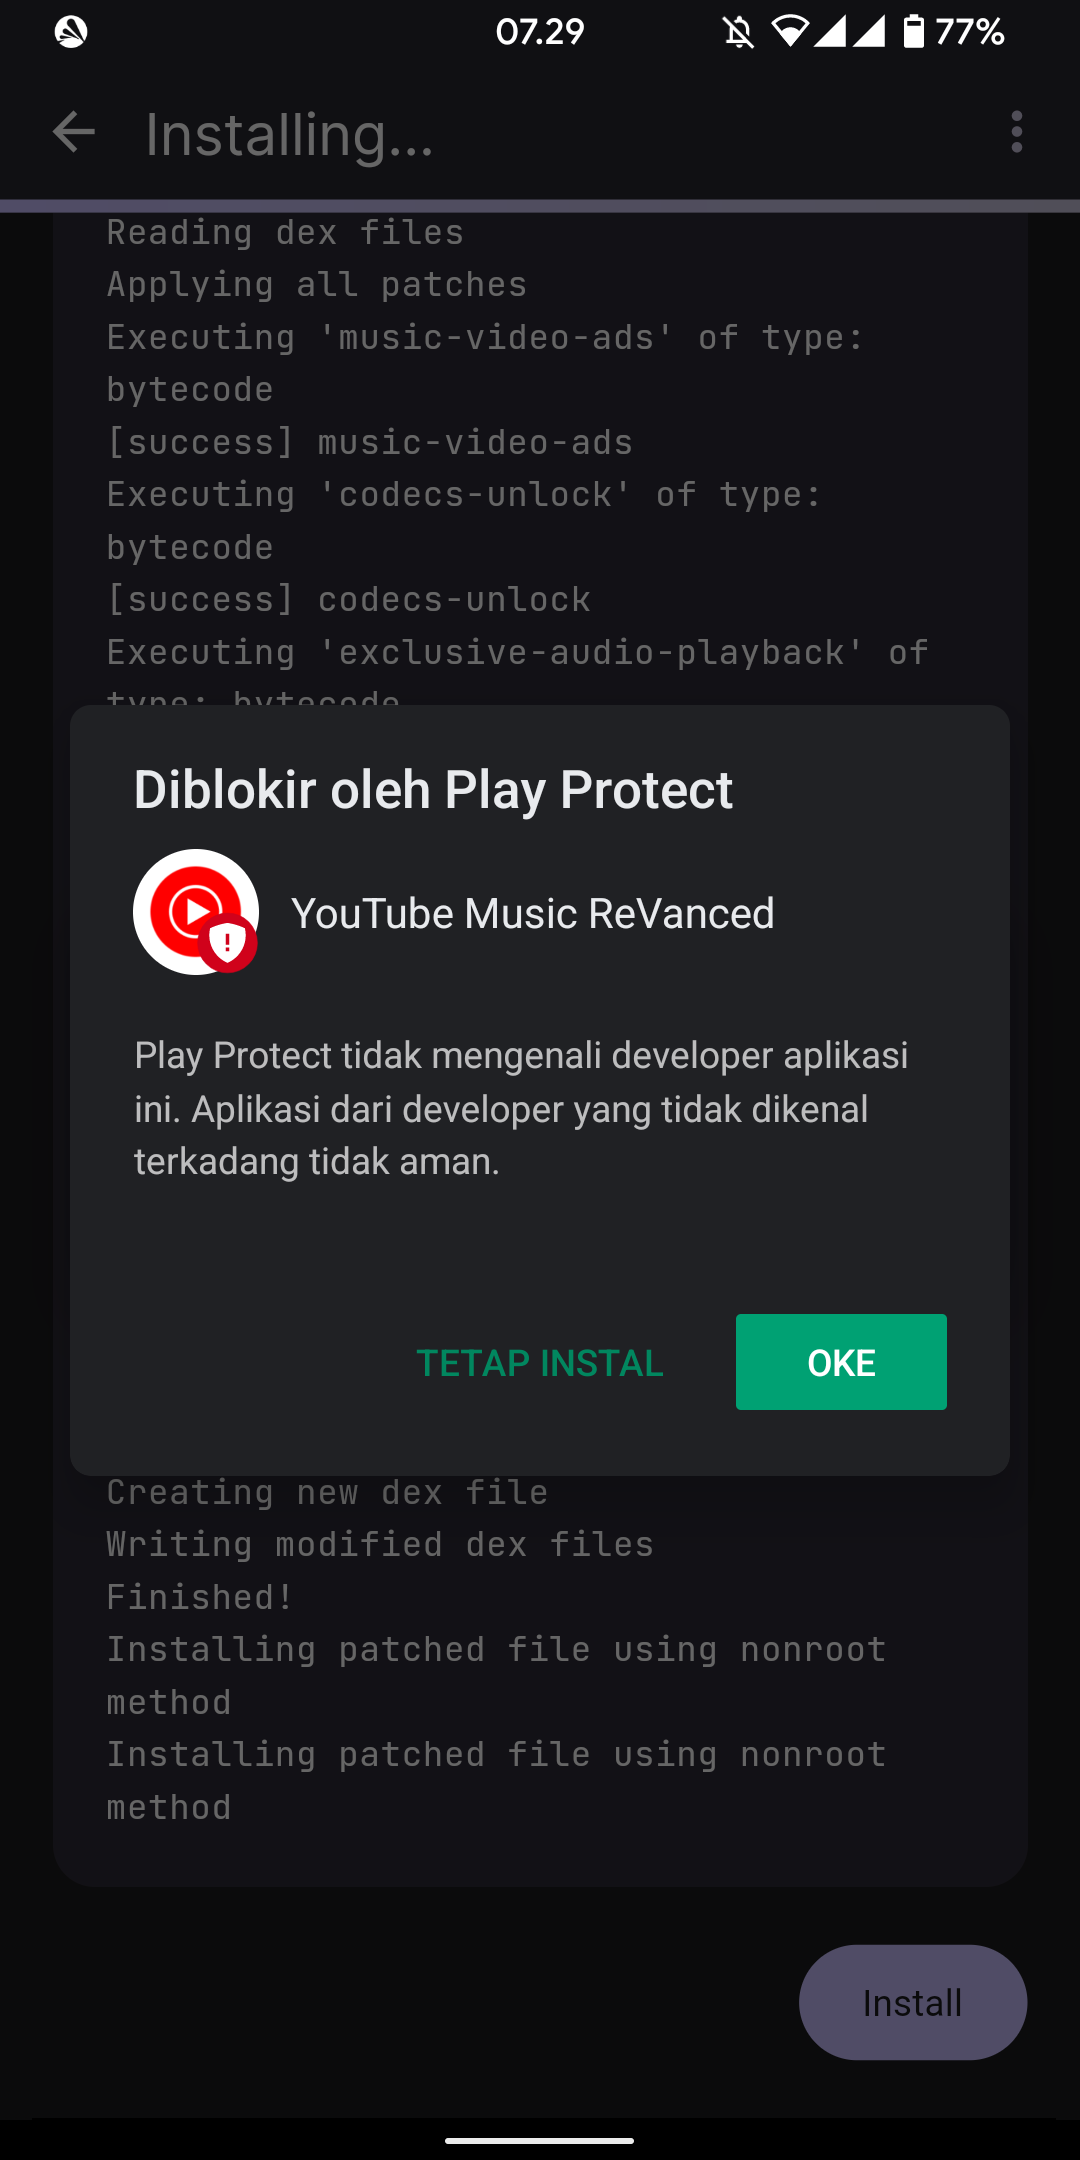 07.29
77%
Installing...
Reading dex files
Applying all patches
Executing 'music-video-ads' of type:
bytecode
[success] music-video-ads
Executing 'codecs-unlock' of type:
bytecode
[success] codecs-unlock
Executing 'exclusive-audio-playback' of
type: bytecode
Diblokir oleh Play Protect
YouTube Music ReVanced
Play Protect tidak mengenali developer aplikasi
ini. Aplikasi dari developer yang tidak dikenal
terkadang tidak aman.
TETAP INSTAL
OKE
Creating new dex file
Writing modified dex files
Finished!
Installing patched file using nonroot
method
Installing patched file using nonroot
method
Install